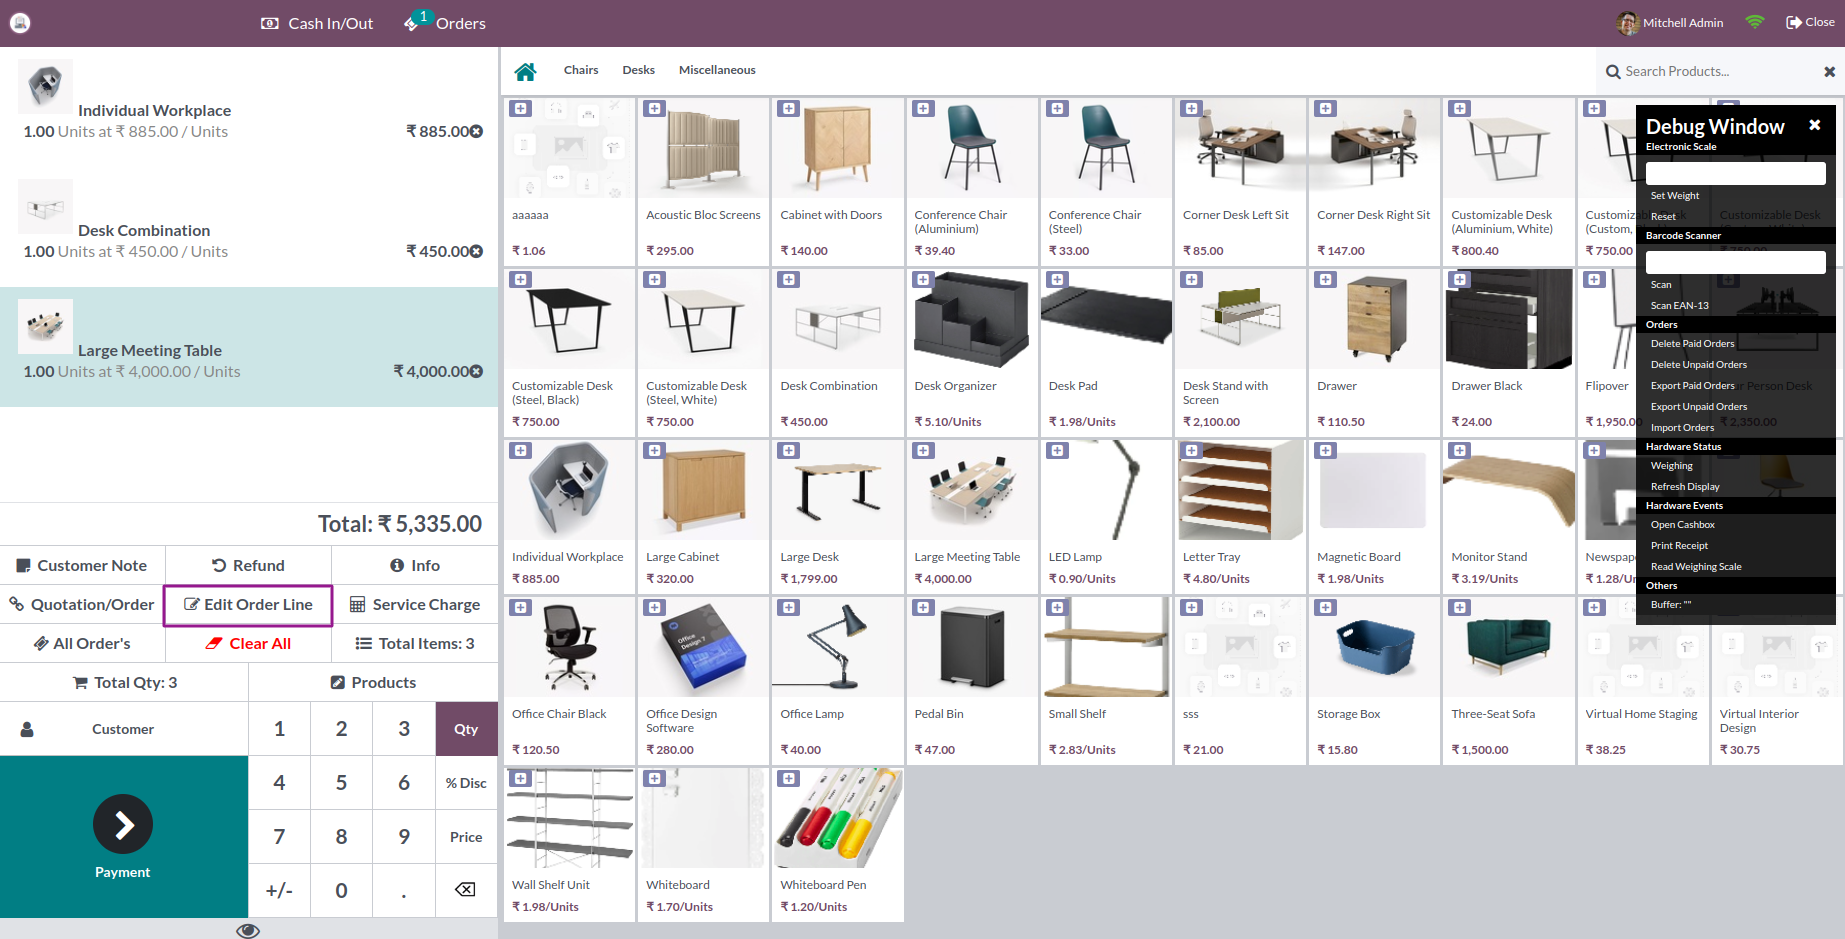 Cash In/Out
1
Orders
Mitchell Admin
Close
Individual Workplace
1.00 Units at ₹ 885.00 / Units
₹ 885.00
Desk Combination
1.00 Units at ₹ 450.00 / Units
₹ 450.00
Large Meeting Table
1.00 Units at ₹ 4,000.00 / Units
₹ 4,000.00
Total: ₹ 5,335.00
Customer Note
Refund
Info
Quotation/Order
Edit Order Line
Service Charge
All Order's
Clear All
Total Items: 3
Total Qty: 3
Products
Customer
1
2
3
Qty
4
5
6
% Disc
7
8
9
Price
+/-
0
.
Payment
Chairs
Desks
Miscellaneous
Search Products...
aaaaaa
₹ 1.06
Acoustic Bloc Screens
₹ 295.00
Cabinet with Doors
₹ 140.00
Conference Chair
(Aluminium)
₹ 39.40
Conference Chair
(Steel)
₹ 33.00
Corner Desk Left Sit
₹ 85.00
Corner Desk Right Sit
₹ 147.00
Customizable Desk
(Aluminium, White)
₹ 800.40
Customizable Desk
(Custom,
₹ 750.00
Customizable Desk
₹ 750.00
Customizable Desk
(Steel, Black)
₹ 750.00
Customizable Desk
(Steel, White)
₹ 750.00
Desk Combination
₹ 450.00
Desk Organizer
₹ 5.10/Units
Desk Pad
₹ 1.98/Units
Desk Stand with
Screen
₹ 2,100.00
Drawer
₹ 110.50
Drawer Black
₹ 24.00
Flipover
₹ 1,950.00
Person Desk
₹ 2,350.00
Individual Workplace
₹ 885.00
Large Cabinet
₹ 320.00
Large Desk
₹ 1,799.00
Large Meeting Table
₹ 4,000.00
LED Lamp
₹ 0.90/Units
Letter Tray
₹ 4.80/Units
Magnetic Board
₹ 1.98/Units
Monitor Stand
₹ 3.19/Units
Office Chair Black
₹ 120.50
Office Design
Software
₹ 280.00
Office Lamp
₹ 40.00
Pedal Bin
₹ 47.00
Small Shelf
₹ 2.83/Units
sss
₹ 21.00
Storage Box
₹ 15.80
Three-Seat Sofa
₹ 1,500.00
Virtual Home Staging
₹ 38.25
Virtual Interior
Design
₹ 30.75
Wall Shelf Unit
₹ 1.98/Units
Whiteboard
₹ 1.70/Units
Whiteboard Pen
₹ 1.20/Units
Debug Window
Electronic Scale
Set Weight
Reset
Barcode Scanner
Scan
Scan EAN-13
Orders
Delete Paid Orders
Delete Unpaid Orders
Export Paid Orders
Export Unpaid Orders
Import Orders
Hardware Status
Weighing
Refresh Display
Hardware Events
Open Cashbox
Print Receipt
Read Weighing Scale
Others
Buffer: ""